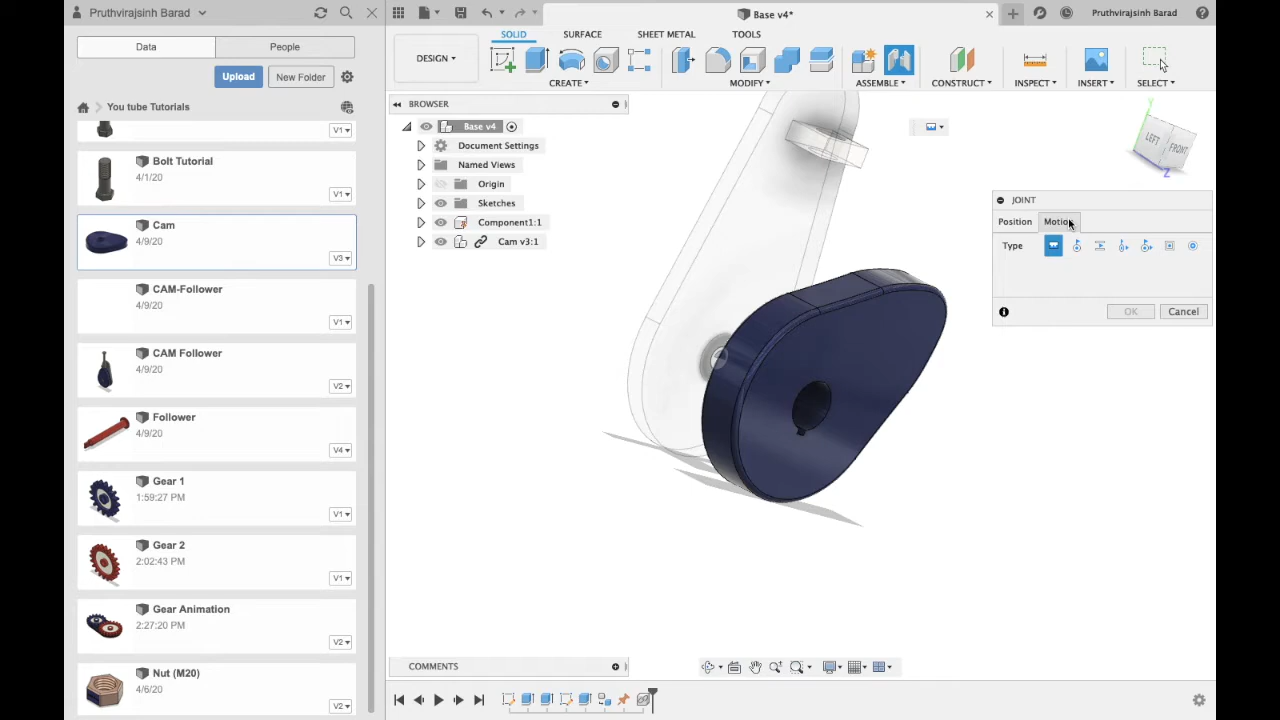 Pruthvirajsinh Barad
Data
People
Upload
New Folder
You tube Tutorials
V1
Bolt Tutorial
4/1/20
V1
Cam
4/9/20
V3
CAM-Follower
4/9/20
V1
CAM Follower
4/9/20
V2
Follower
4/9/20
V4
Gear 1
1:59:27 PM
V1
Gear 2
2:02:43 PM
V1
Gear Animation
2:27:20 PM
V2
Nut (M20)
4/6/20
V2
Base v4*
Pruthvirajsinh Barad
DESIGN
SOLID
SURFACE
SHEET METAL
TOOLS
CREATE
MODIFY
ASSEMBLE
CONSTRUCT
INSPECT
INSERT
SELECT
BROWSER
Base v4
Document Settings
Named Views
Origin
Sketches
Component1:1
Cam v3:1
Y
LEFT
FRONT
Z
JOINT
Position
Motion
Type
OK
Cancel
COMMENTS